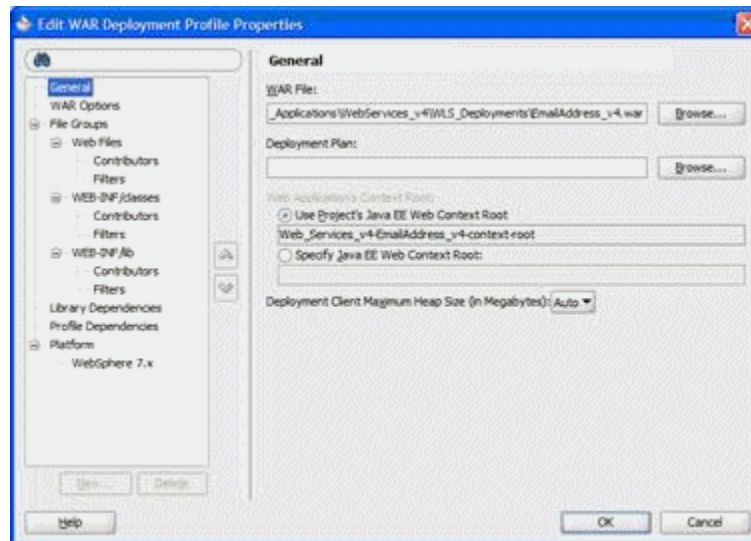 Edit WAR Deployment Profile Properties
General
WAR Options
File Groups
Web Files
Contributors
Filters
WEB-INF/classes
Contributors
Filters
WEB-INF/lib
Contributors
Filters
Library Dependencies
Profile Dependencies
Platform
WebSphere 7.x
New...
Delete
General
WAR File:
_Applications\WebServices_v4\WLS_Deployments\EmailAddress_v4.war
Browse...
Deployment Plan:
Browse...
Web Application's Context Root:
Use Project's Java EE Web Context Root
Web_Services_v4-EmailAddress_v4-context-root
Specify Java EE Web Context Root:
Deployment Client Maximum Heap Size (in Megabytes): Auto
Help
OK
Cancel